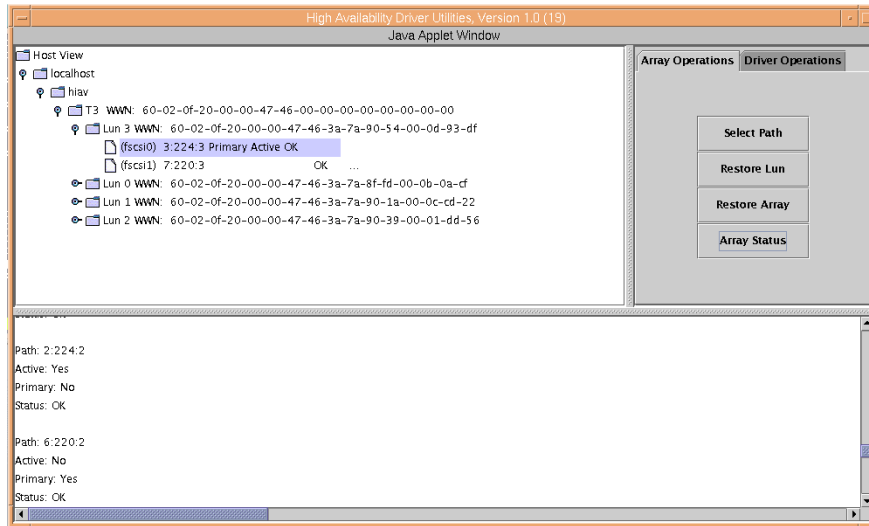 High Availability Driver Utilities, Version 1.0 (19)
Java Applet Window
Host View
localhost
hiav
T3 WWN: 60-02-0f-20-00-00-47-46-00-00-00-00-00-00-00-00
Lun 3 WWN: 60-02-0f-20-00-00-47-46-3a-7a-90-54-00-0d-93-df
(fscsi0) 3:224:3 Primary Active OK
(fscsi1) 7:220:3 OK ...
Lun 0 WWN: 60-02-0f-20-00-00-47-46-3a-7a-8f-fd-00-0b-0a-cf
Lun 1 WWN: 60-02-0f-20-00-00-47-46-3a-7a-90-1a-00-0c-cd-22
Lun 2 WWN: 60-02-0f-20-00-00-47-46-3a-7a-90-39-00-01-dd-56
Array Operations Driver Operations
Select Path
Restore Lun
Restore Array
Array Status
Path: 2:224:2
Active: Yes
Primary: No
Status: OK
Path: 6:220:2
Active: No
Primary: Yes
Status: OK